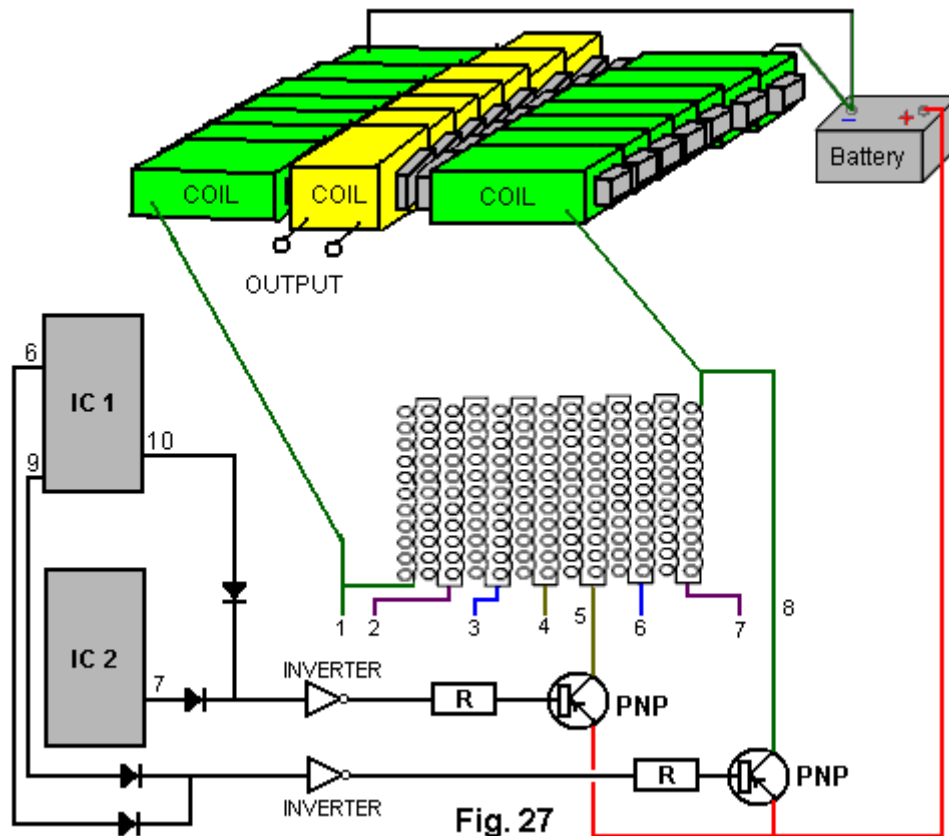 − +
Battery
COIL COIL COIL
OUTPUT
6
IC 1
10
9
1 2 3 4 5 6 7 8
IC 2
7
INVERTER
R
PNP
R
PNP
INVERTER
Fig. 27